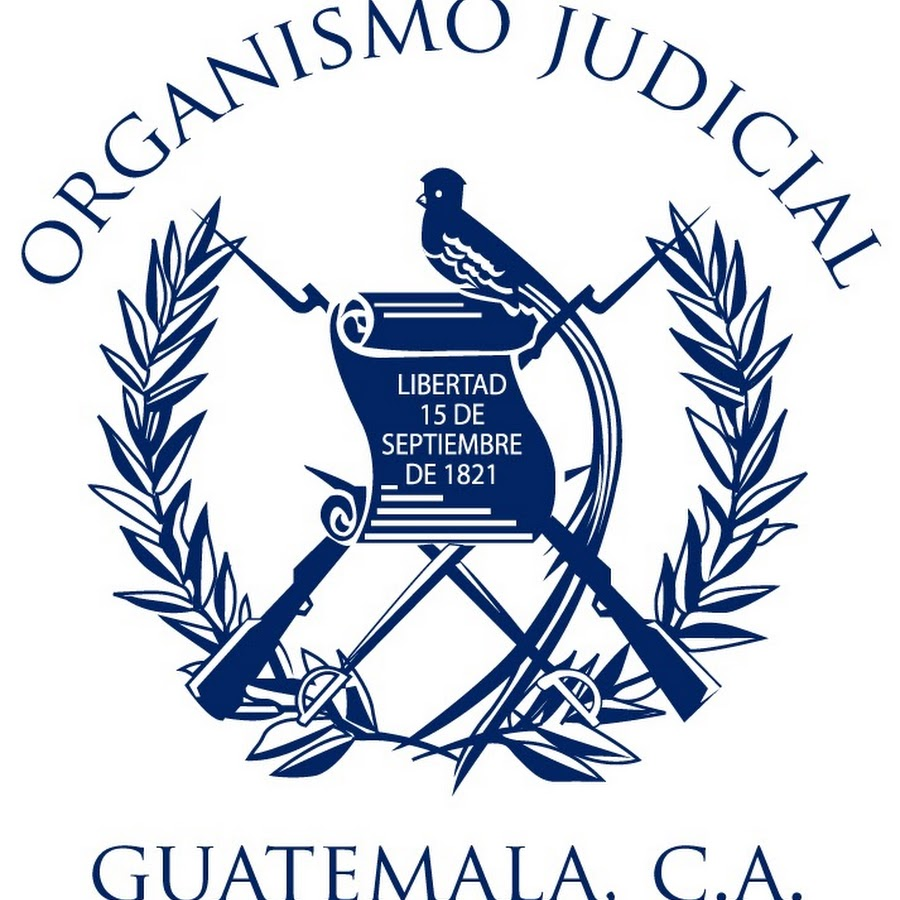 ORGANISMO JUDICIAL
LIBERTAD
15 DE
SEPTIEMBRE
DE 1821
GUATEMALA, C.A.